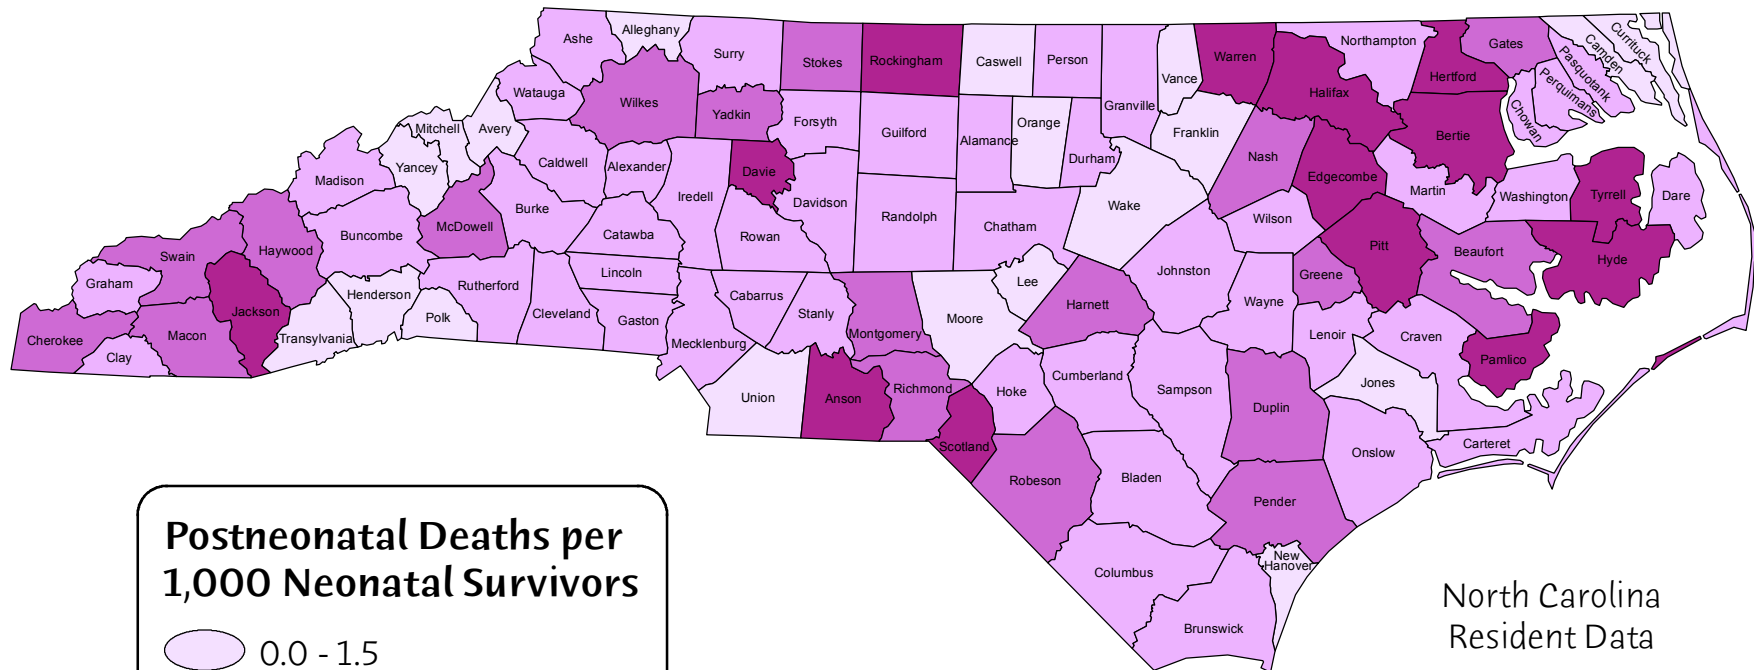 Ashe
Alleghany
Surry
Stokes
Rockingham
Caswell
Person
Granville
Vance
Warren
Halifax
Northampton
Hertford
Gates
Camden
Currituck
Pasquotank
Perquimans
Chowan
Bertie
Watauga
Wilkes
Yadkin
Forsyth
Guilford
Alamance
Orange
Durham
Franklin
Nash
Edgecombe
Martin
Washington
Tyrrell
Dare
Mitchell
Avery
Yancey
Caldwell
Alexander
Iredell
Davie
Davidson
Randolph
Chatham
Wake
Wilson
Pitt
Beaufort
Hyde
Madison
Buncombe
McDowell
Burke
Catawba
Rowan
Swain
Haywood
Graham
Jackson
Henderson
Transylvania
Polk
Rutherford
Cleveland
Lincoln
Gaston
Mecklenburg
Cabarrus
Stanly
Montgomery
Moore
Lee
Harnett
Johnston
Wayne
Greene
Lenoir
Craven
Pamlico
Cherokee
Clay
Macon
Union
Anson
Richmond
Scotland
Hoke
Cumberland
Sampson
Duplin
Jones
Carteret
Onslow
Robeson
Bladen
Pender
Columbus
Brunswick
New
Hanover
Postneonatal Deaths per
1,000 Neonatal Survivors
0.0 - 1.5
North Carolina
Resident Data